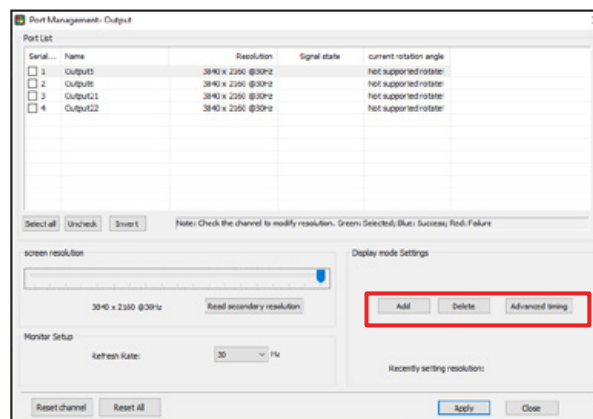 Port Management- Output
Port List
Serial... Name Resolution Signal state current rotation angle
1 Output5 3840 x 2160 @30Hz Not supported rotate!
2 Output6 3840 x 2160 @30Hz Not supported rotate!
3 Output21 3840 x 2160 @30Hz Not supported rotate!
4 Output22 3840 x 2160 @30Hz Not supported rotate!
Select all Uncheck Invert Note: Check the channel to modify resolution. Green: Selected; Blue: Success; Red: Failure
screen resolution Display mode Settings
3840 x 2160 @30Hz Read secondary resolution Add Delete Advanced timing
Monitor Setup
Refresh Rate: 30 Hz Recently setting resolution:
Reset channel Reset All Apply Close